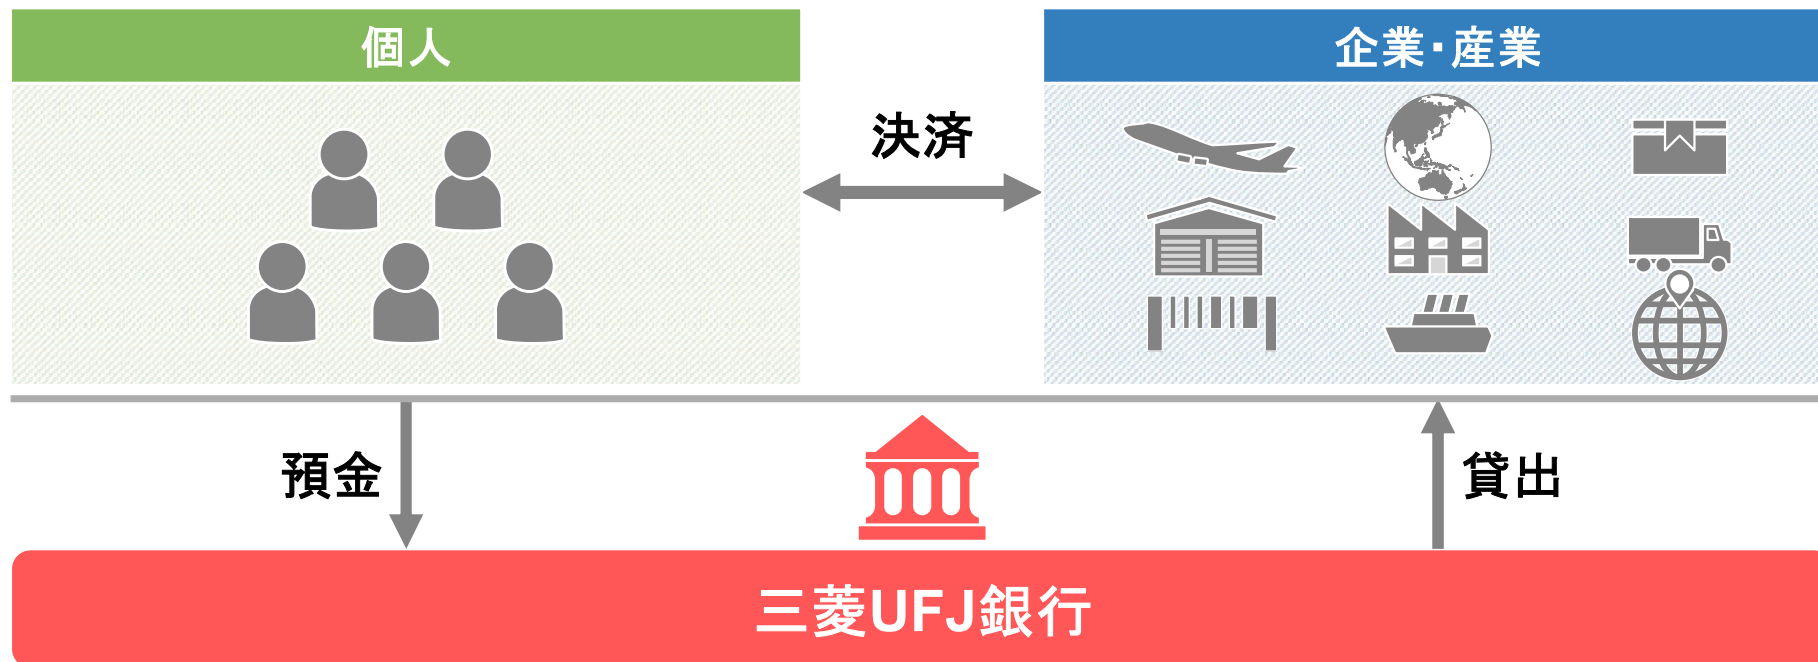 個人
企業・産業
決済
預金
貸出
三菱UFJ銀行